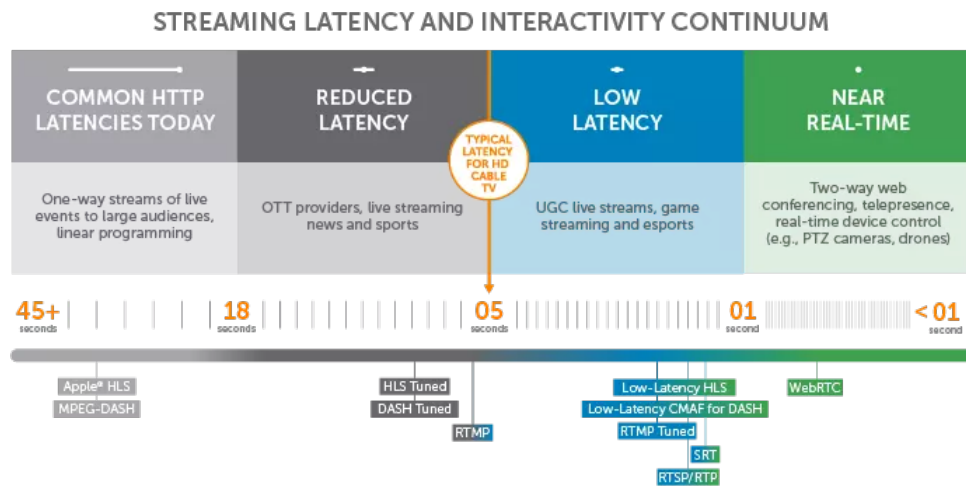 STREAMING LATENCY AND INTERACTIVITY CONTINUUM
COMMON HTTP
LATENCIES TODAY
REDUCED
LATENCY
TYPICAL
LATENCY
FOR HD
CABLE
TV
LOW
LATENCY
NEAR
REAL-TIME
One-way streams of live
events to large audiences,
linear programming
OTT providers, live streaming
news and sports
UGC live streams, game
streaming and esports
Two-way web
conferencing, telepresence,
real-time device control
(e.g., PTZ cameras, drones)
45+
seconds
18
seconds
05
seconds
01
second
< 01
second
Apple® HLS
MPEG-DASH
HLS Tuned
DASH Tuned
RTMP
Low-Latency HLS
Low-Latency CMAF for DASH
RTMP Tuned
SRT
RTSP/RTP
WebRTC